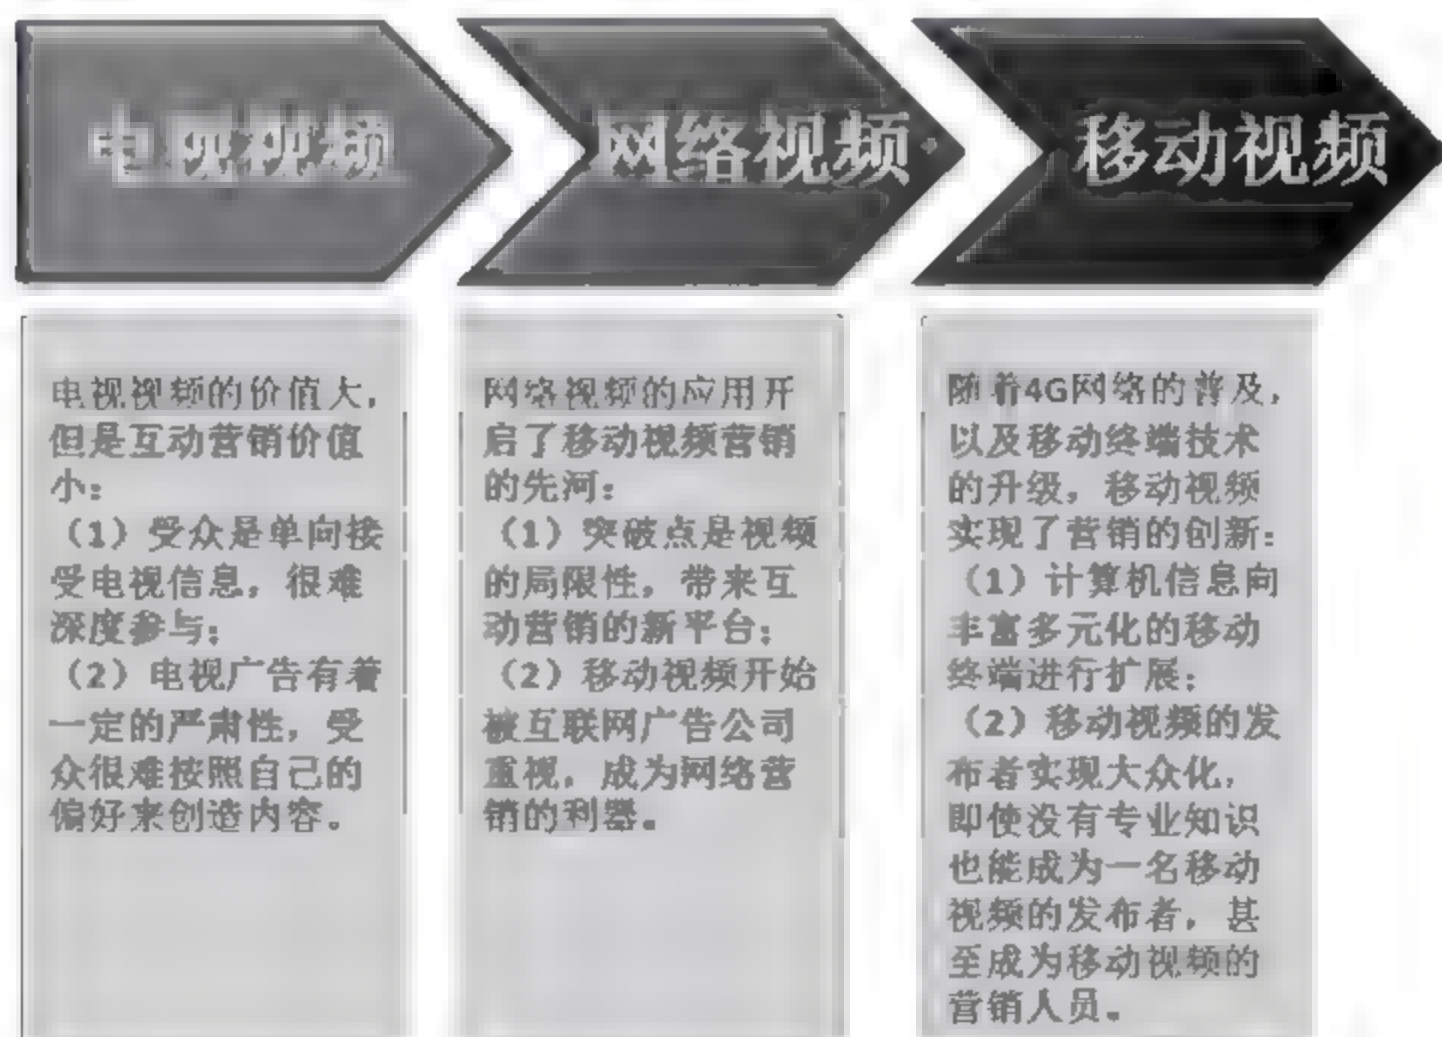 电视视频
网络视频
移动视频
电视视频的价值大，
但是互动营销价值
小：
（1）受众是单向接
受电视信息，很难
深度参与；
（2）电视广告有着
一定的严肃性，受
众很难按照自己的
偏好来创造内容。
网络视频的应用开
启了移动视频营销
的先河：
（1）突破点是视频
的局限性，带来互
动营销的新平台；
（2）移动视频开始
被互联网广告公司
重视，成为网络营
销的利器。
随着4G网络的普及，
以及移动终端技术
的升级，移动视频
实现了营销的创新：
（1）计算机信息向
丰富多元化的移动
终端进行扩展；
（2）移动视频的发
布者实现大众化，
即使没有专业知识
也能成为一名移动
视频的发布者，甚
至成为移动视频的
营销人员。